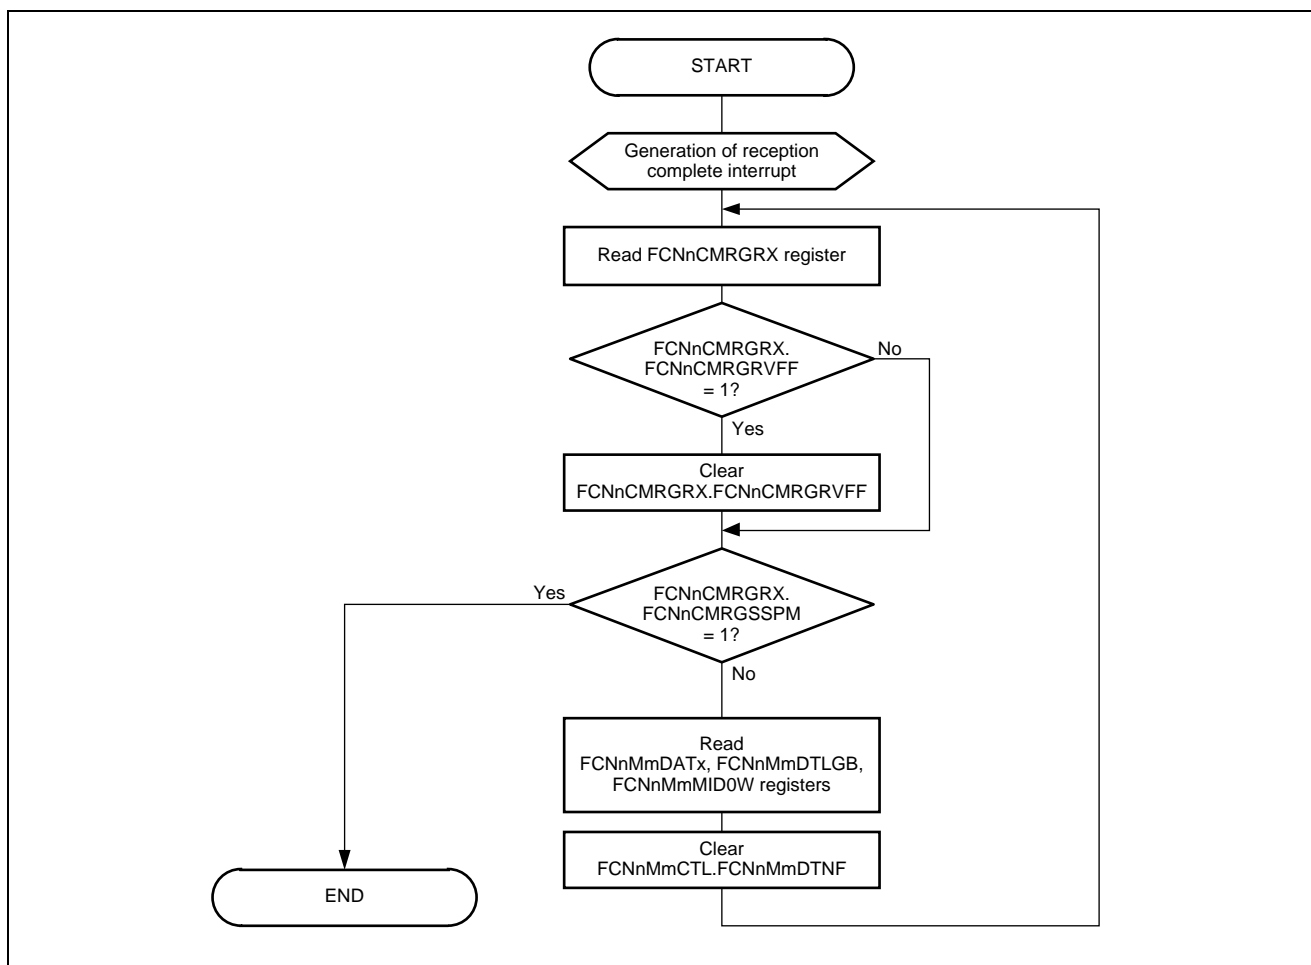 START
Generation of reception
complete interrupt
Read FCNnCMRGRX register
FCNnCMRGRX.
FCNnCMRGRVFF
= 1?
No
Yes
Clear
FCNnCMRGRX.FCNnCMRGRVFF
FCNnCMRGRX.
FCNnCMRGSSPM
= 1?
Yes
No
Read
FCNnMmDATx, FCNnMmDTLGB,
FCNnMmMID0W registers
Clear
FCNnMmCTL.FCNnMmDTNF
END